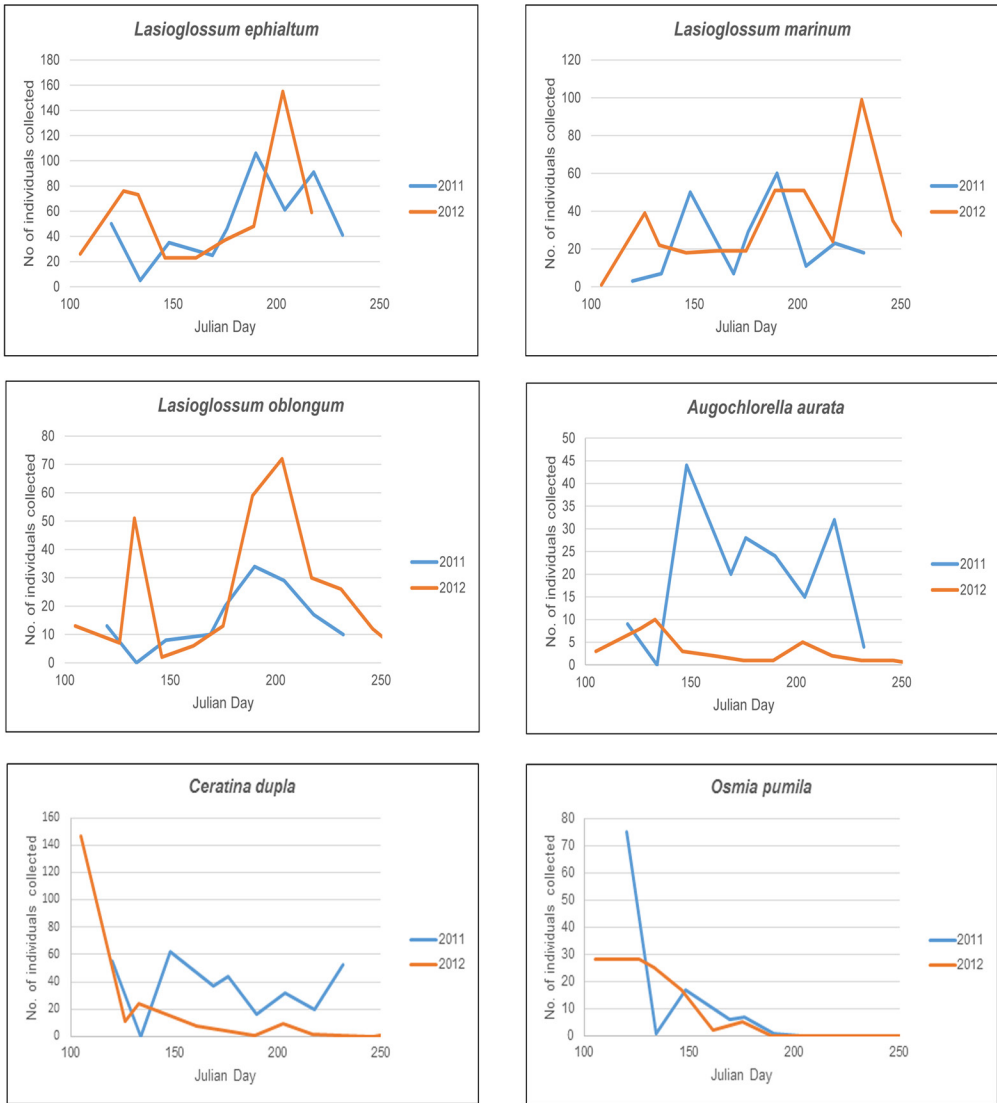 Lasioglossum ephialtum
No of individuals collected
180
160
140
120
100
80
60
40
20
0
100 150 200 250
Julian Day
2011
2012
Lasioglossum marinum
No. of individuals collected
120
100
80
60
40
20
0
100 150 200 250
Julian Day
2011
2012
Lasioglossum oblongum
No. of individuals collected
80
70
60
50
40
30
20
10
0
100 150 200 250
Julian Day
2011
2012
Augochlorella aurata
No. of individuals collected
50
45
40
35
30
25
20
15
10
5
0
100 150 200 250
Julian Day
2011
2012
Ceratina dupla
No. of individuals collected
160
140
120
100
80
60
40
20
0
100 150 200 250
Julian Day
2011
2012
Osmia pumila
No. of individuals collected
80
70
60
50
40
30
20
10
0
100 150 200 250
Julian Day
2011
2012